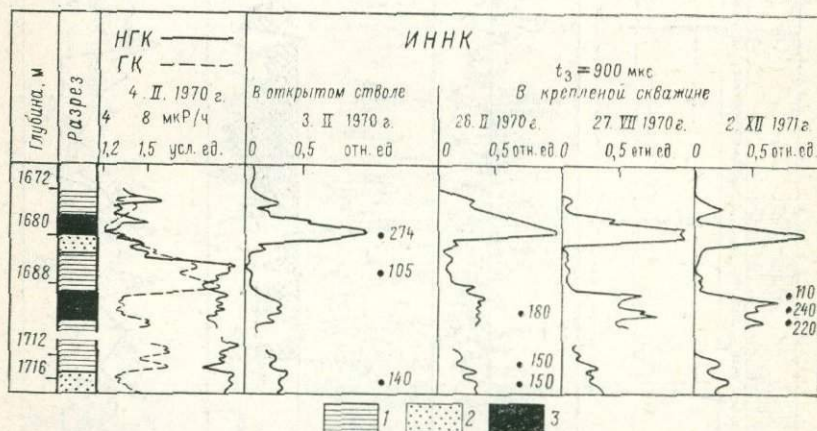 НГК
ГК
ИННК
t₃ = 900 мкс
Глубина, м
Разрез
4. II. 1970 г.
4 8 мкР/ч
1,2 1,5 усл. ед.
В открытом стволе
3. II 1970 г.
0 0,5 отн. ед.
В крепленой скважине
26. II 1970 г.
0 0,5 отн. ед
27. VII 1970 г.
0 0,5 отн. ед
2. XII 1971 г.
0 0,5 отн. ед.
1672
1680
1688
1712
1716
274
105
140
180
150
150
110
240
220
1 2 3